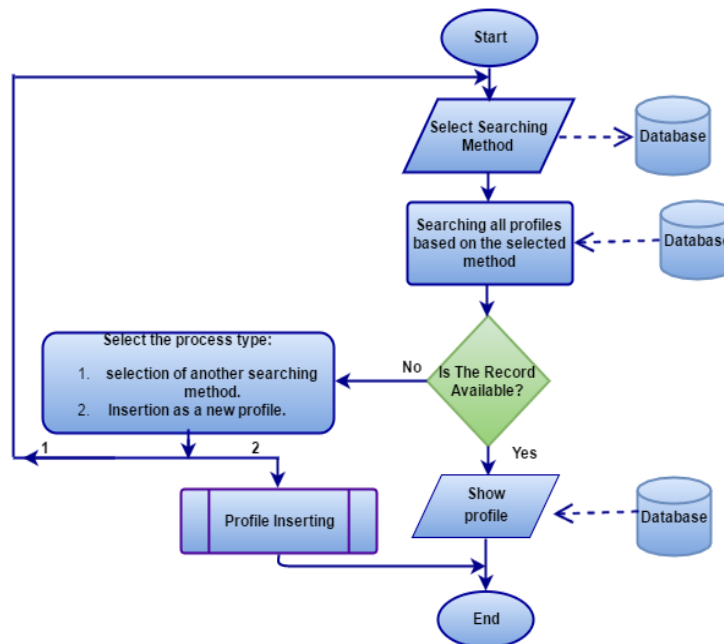 Start
Select Searching
Method
Database
Searching all profiles
based on the selected
method
Database
Is The Record
Available?
No
Select the process type:
1. selection of another searching
method.
2. Insertion as a new profile.
1
2
Yes
Profile Inserting
Show
profile
Database
End